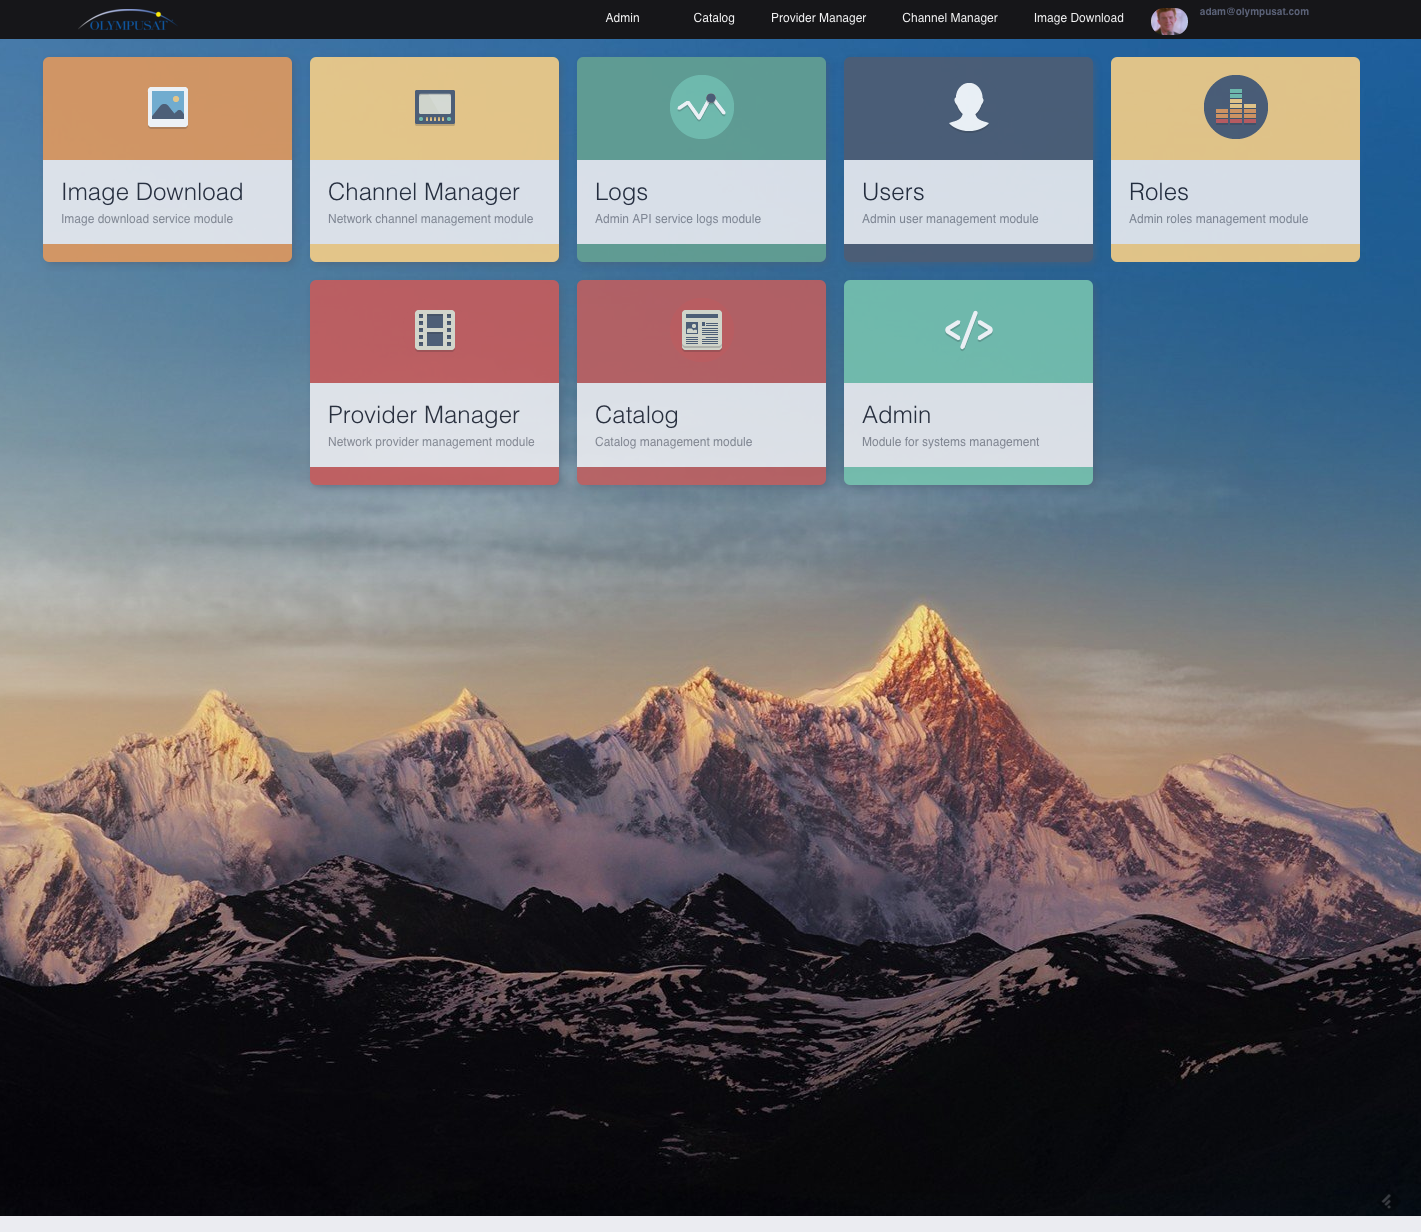 OLYMPUSAT
Admin
Catalog
Provider Manager
Channel Manager
Image Download
adam@olympusat.com
Image Download
Image download service module
Channel Manager
Network channel management module
Logs
Admin API service logs module
Users
Admin user management module
Roles
Admin roles management module
Provider Manager
Network provider management module
Catalog
Catalog management module
Admin
Module for systems management